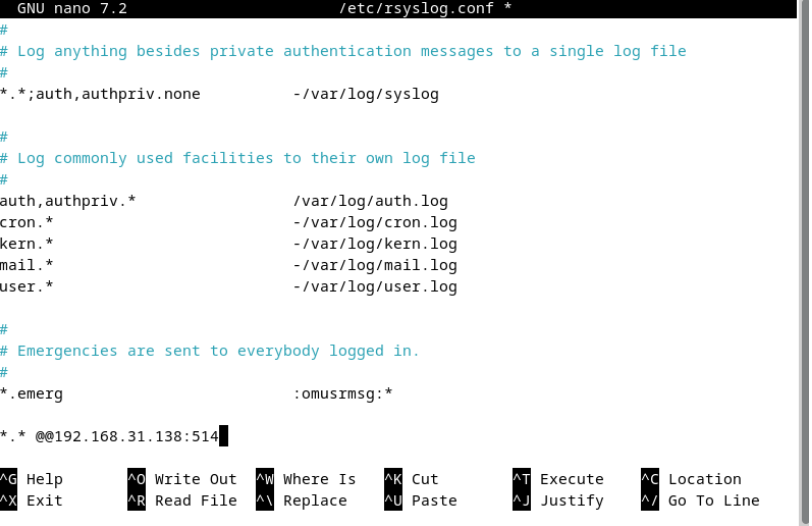 GNU nano 7.2 /etc/rsyslog.conf *
#
# Log anything besides private authentication messages to a single log file
#
*.*;auth,authpriv.none -/var/log/syslog
#
# Log commonly used facilities to their own log file
#
auth,authpriv.* /var/log/auth.log
cron.* -/var/log/cron.log
kern.* -/var/log/kern.log
mail.* -/var/log/mail.log
user.* -/var/log/user.log
#
# Emergencies are sent to everybody logged in.
#
*.emerg :omusrmsg:*
*.* @@192.168.31.138:514
^G Help ^O Write Out ^W Where Is ^K Cut ^T Execute ^C Location
^X Exit ^R Read File ^\ Replace ^U Paste ^J Justify ^/ Go To Line